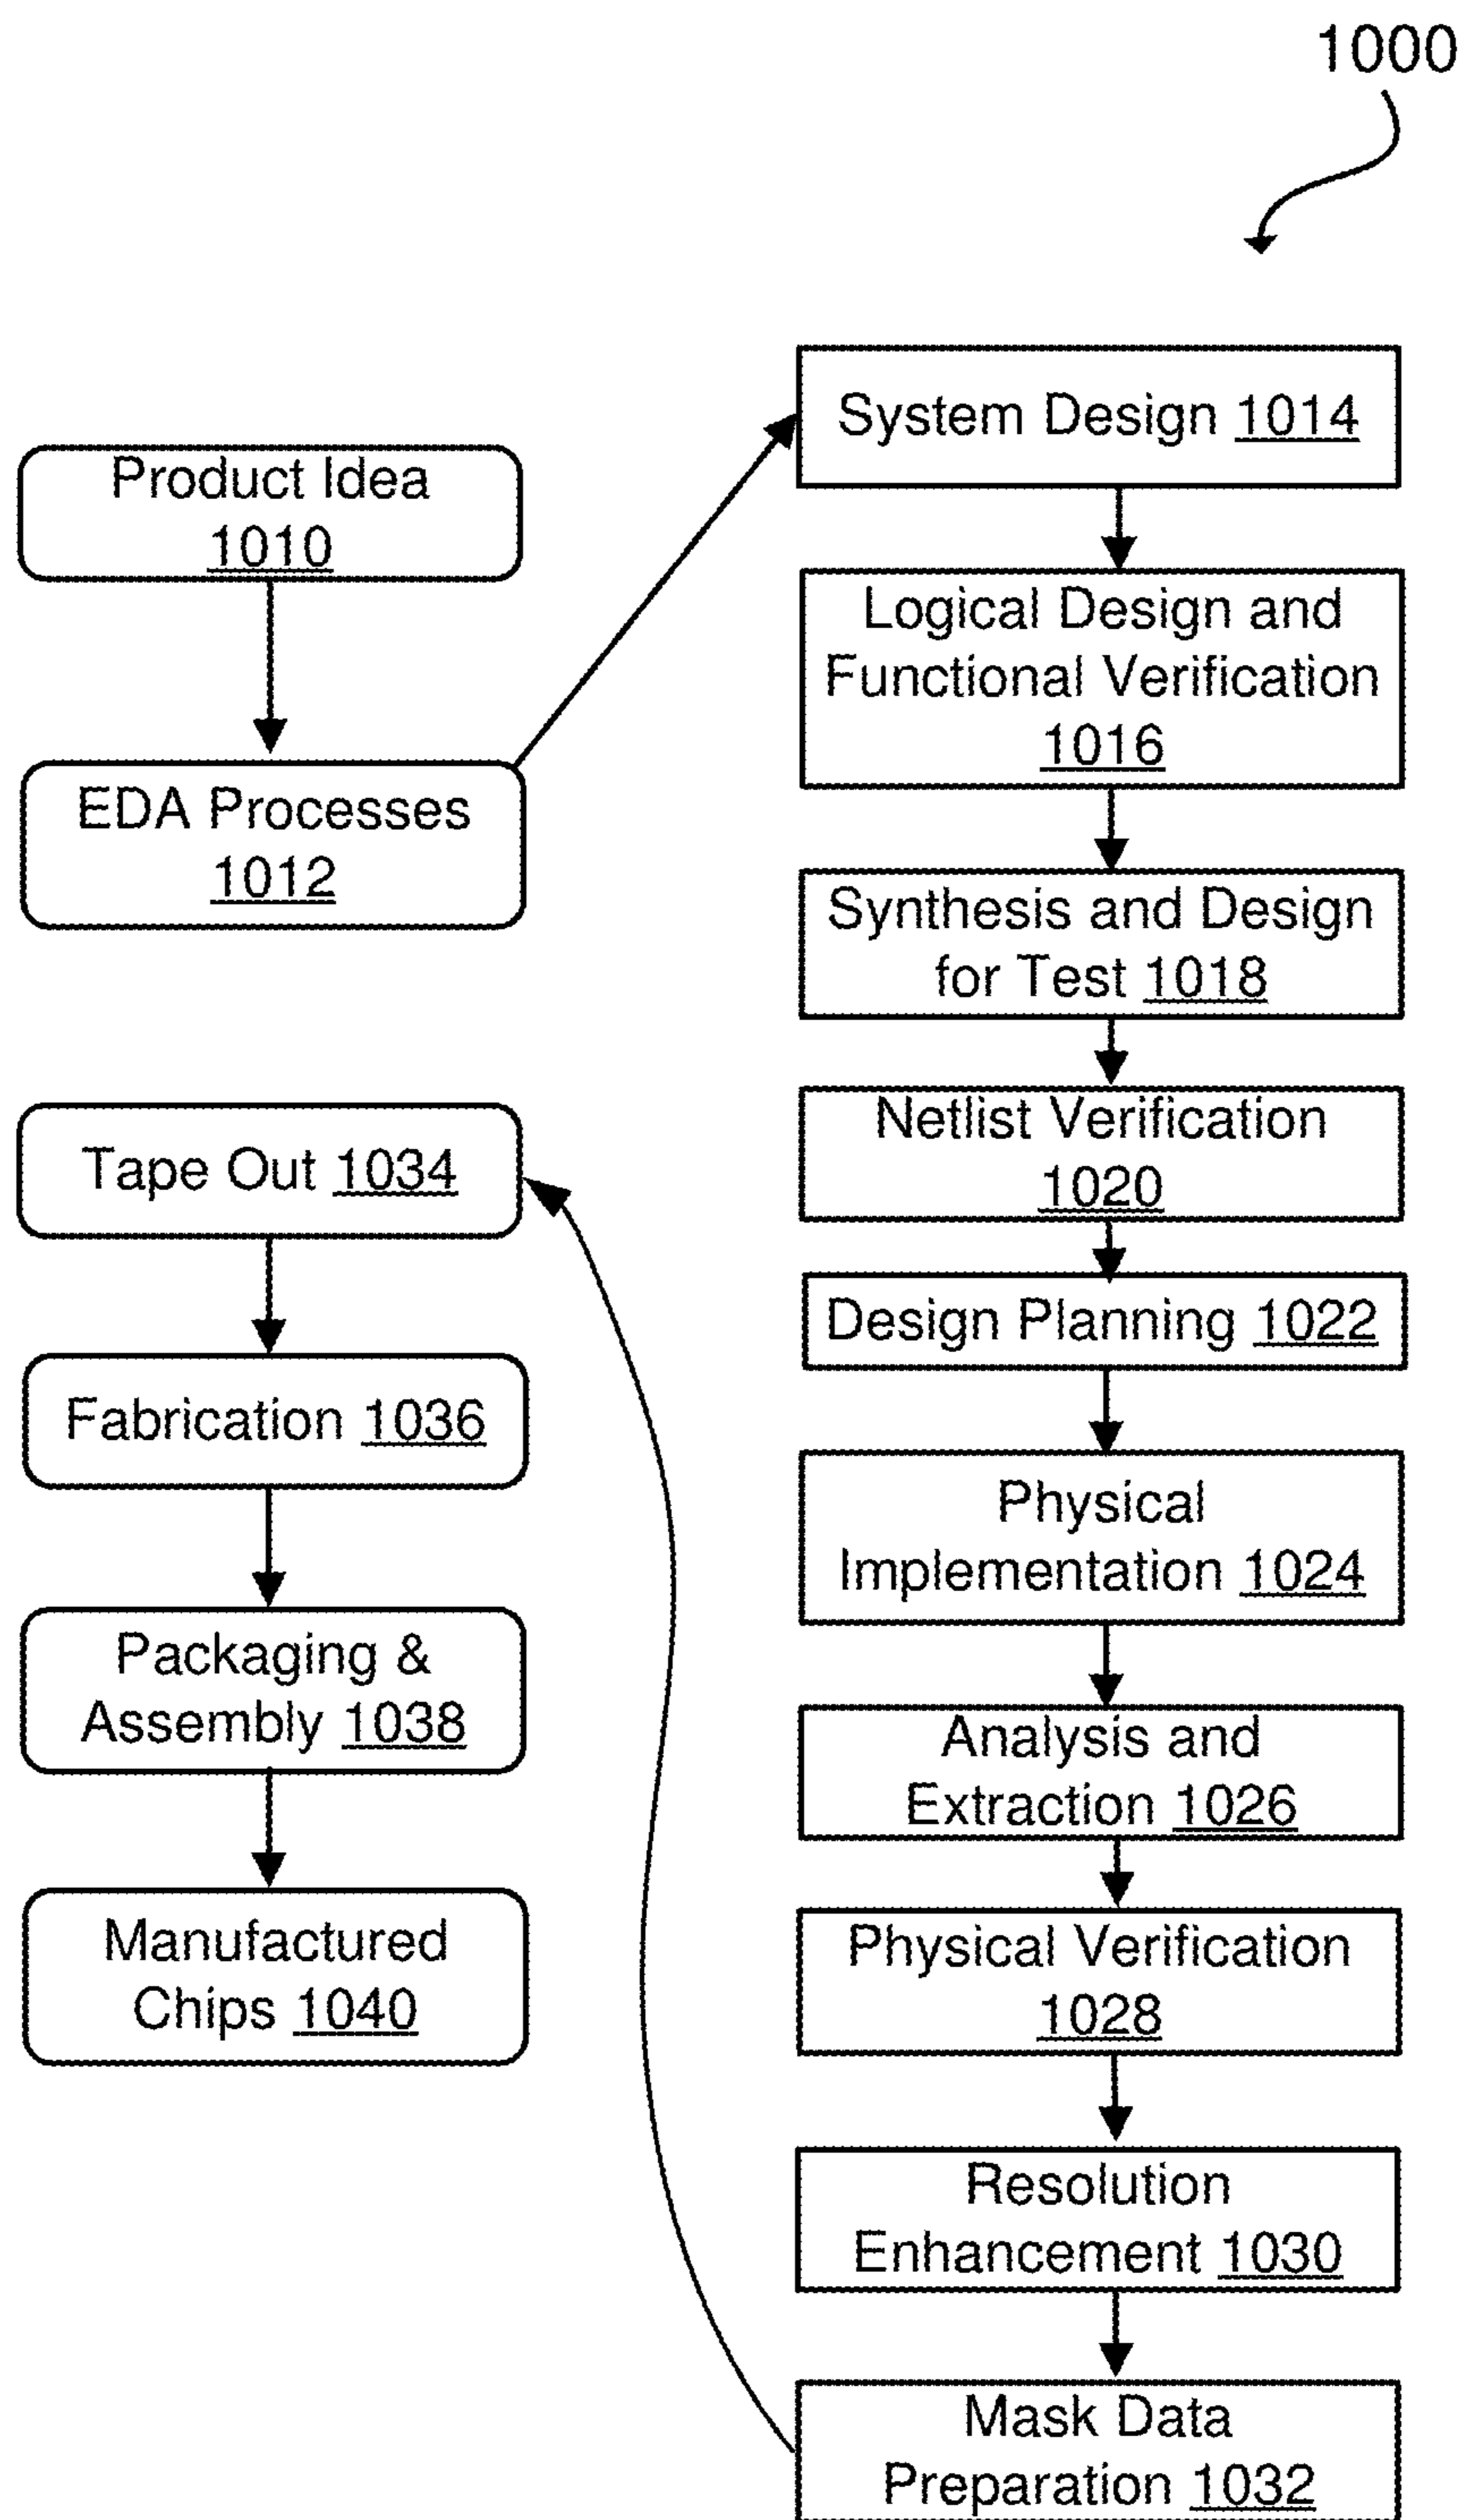 1000
Product Idea
1010
EDA Processes
1012
System Design 1014
Logical Design and
Functional Verification
1016
Synthesis and Design
for Test 1018
Netlist Verification
1020
Design Planning 1022
Physical
Implementation 1024
Analysis and
Extraction 1026
Physical Verification
1028
Resolution
Enhancement 1030
Mask Data
Preparation 1032
Tape Out 1034
Fabrication 1036
Packaging &
Assembly 1038
Manufactured
Chips 1040